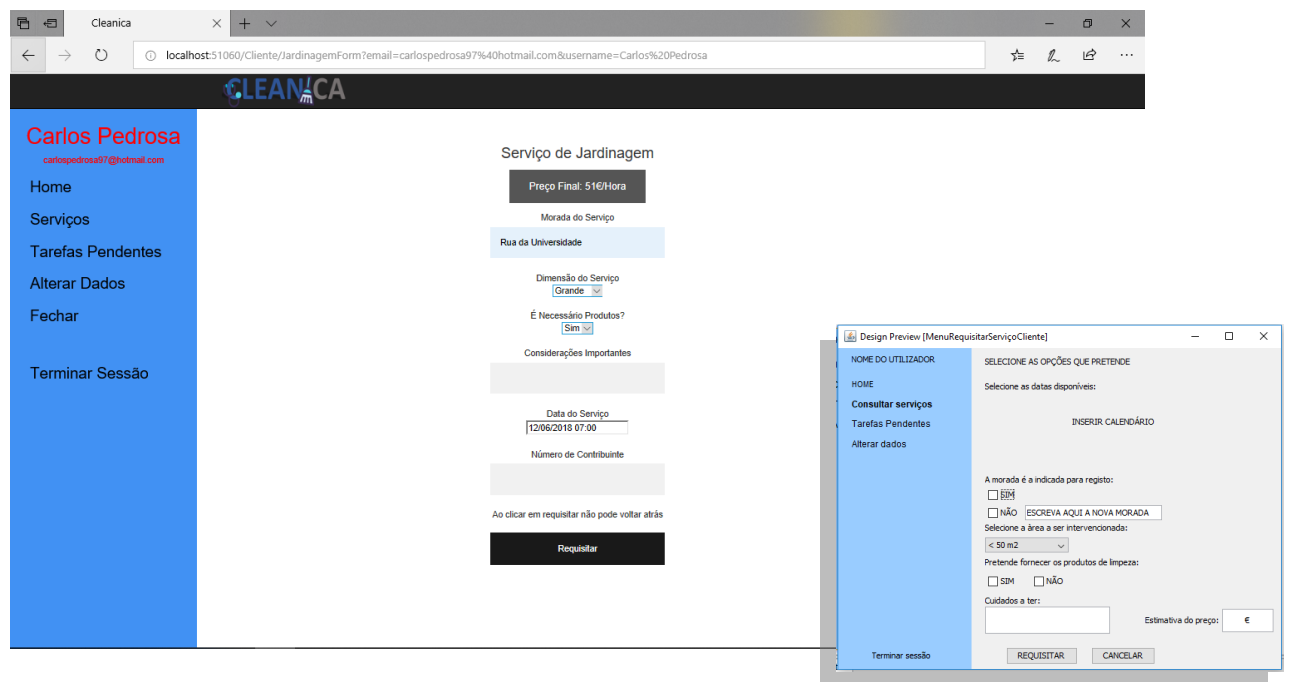 Cleanica
localhost:51060/Cliente/JardinagemForm?email=carlospedrosa97%40hotmail.com&username=Carlos%20Pedrosa
CLEANICA
Carlos Pedrosa
carlospedrosa97@hotmail.com
Home
Serviços
Tarefas Pendentes
Alterar Dados
Fechar
Terminar Sessão
Serviço de Jardinagem
Preço Final: 51€/Hora
Morada do Serviço
Rua da Universidade
Dimensão do Serviço
Grande
É Necessário Produtos?
Sim
Considerações Importantes
Data do Serviço
12/06/2018 07:00
Número de Contribuinte
Ao clicar em requisitar não pode voltar atrás
Requisitar
Design Preview [MenuRequisitarServiçoCliente]
NOME DO UTILIZADOR
HOME
Consultar serviços
Tarefas Pendentes
Alterar dados
Terminar sessão
SELECIONE AS OPÇÕES QUE PRETENDE
Selecione as datas disponíveis:
INSERIR CALENDÁRIO
A morada é a indicada para registo:
SIM
NÃO ESCREVA AQUI A NOVA MORADA
Selecione a àrea a ser intervencionada:
< 50 m2
Pretende fornecer os produtos de limpeza:
SIM NÃO
Cuidados a ter:
Estimativa do preço: €
REQUISITAR CANCELAR